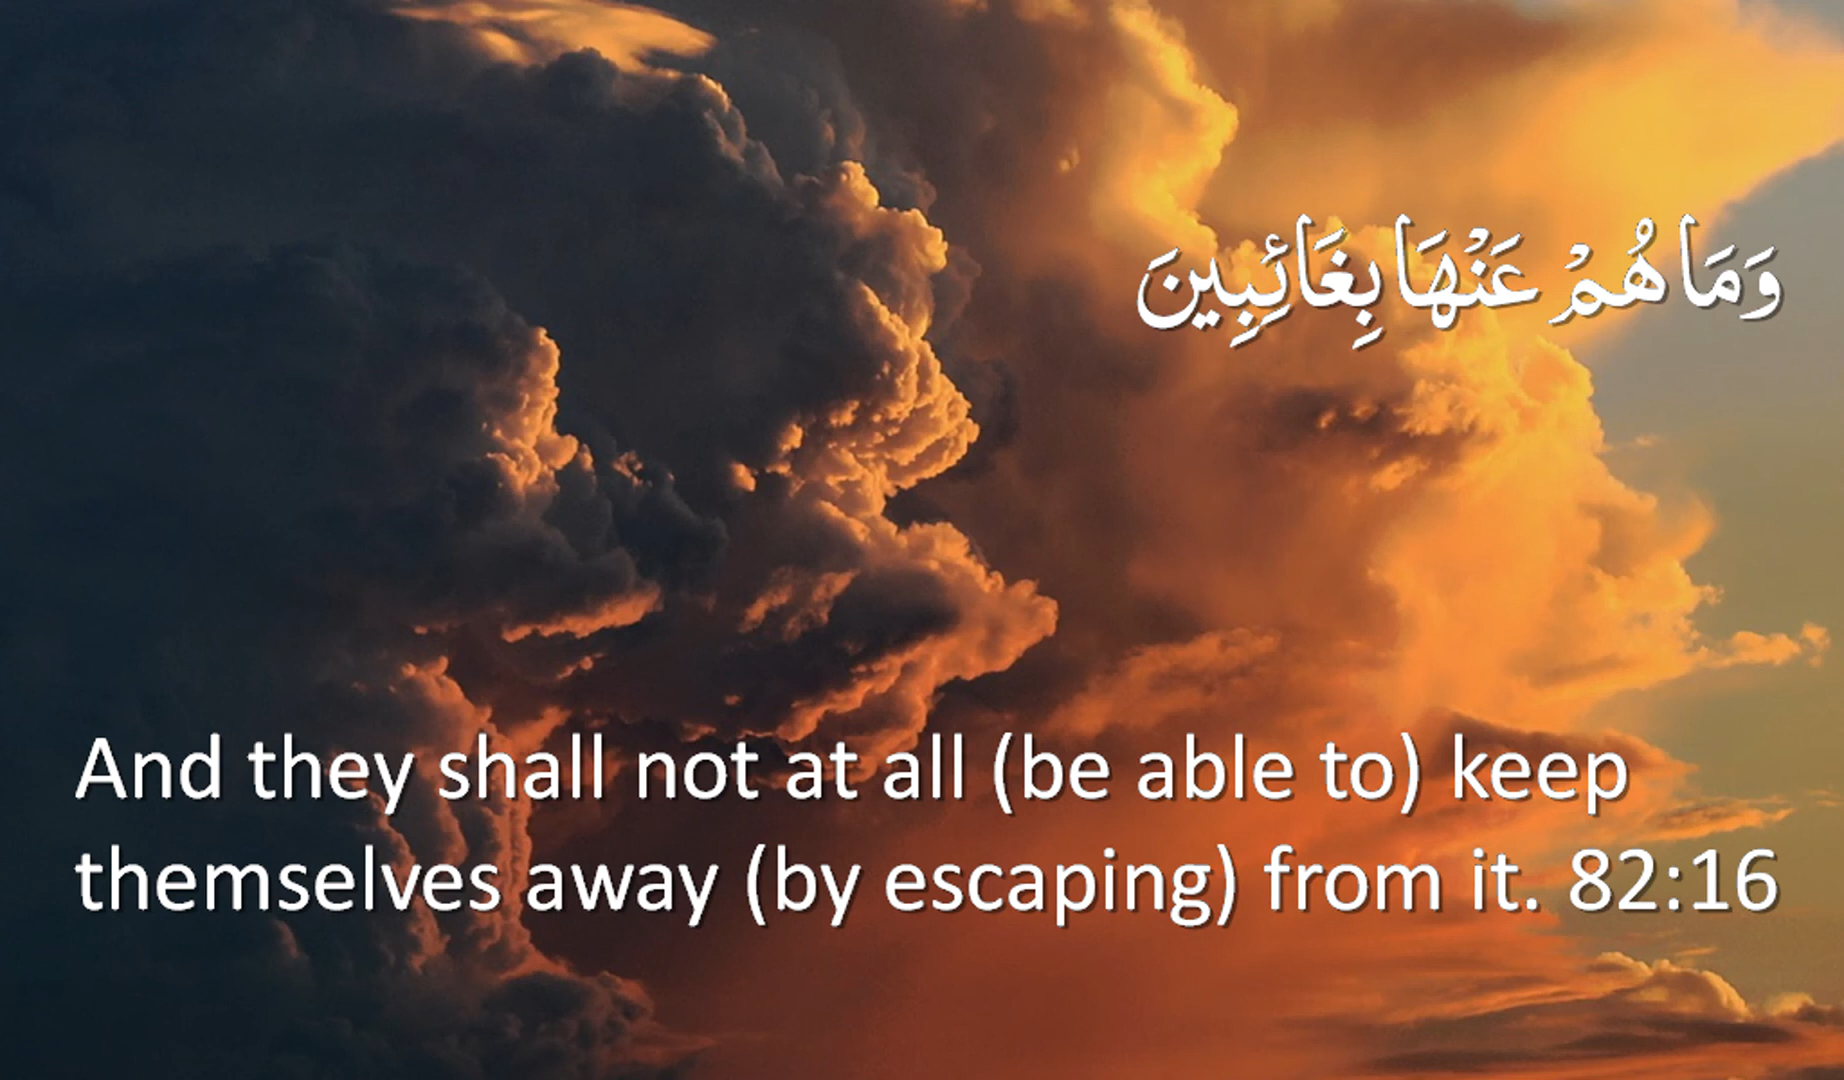 وَمَا هُمْ عَنْهَا بِغَائِبِينَ
And they shall not at all (be able to) keep
themselves away (by escaping) from it. 82:16